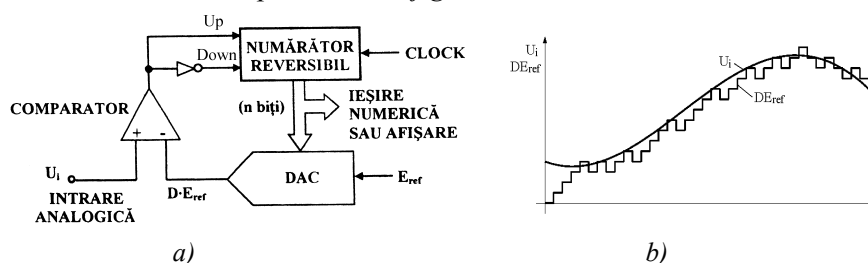 Up
Down
NUMĂRĂTOR
REVERSIBIL
CLOCK
COMPARATOR
(n biţi)
IEŞIRE
NUMERICĂ
SAU AFIŞARE
+ -
Ui
INTRARE
ANALOGICĂ
D·Eref
DAC
Eref
a)
Ui
DEref
Ui
DEref
b)